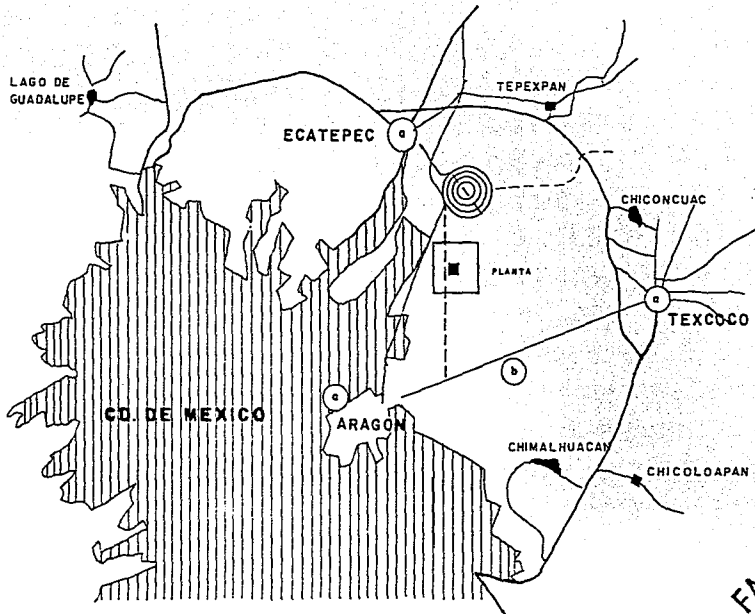 LAGO DE
GUADALUPE
TEPEXPAN
ECATEPEC
a
CHICONCUAC
PLANTA
a
TEXCOCO
b
CD. DE MEXICO
ARAGON
CHIMALHUACAN
CHICOLOAPAN